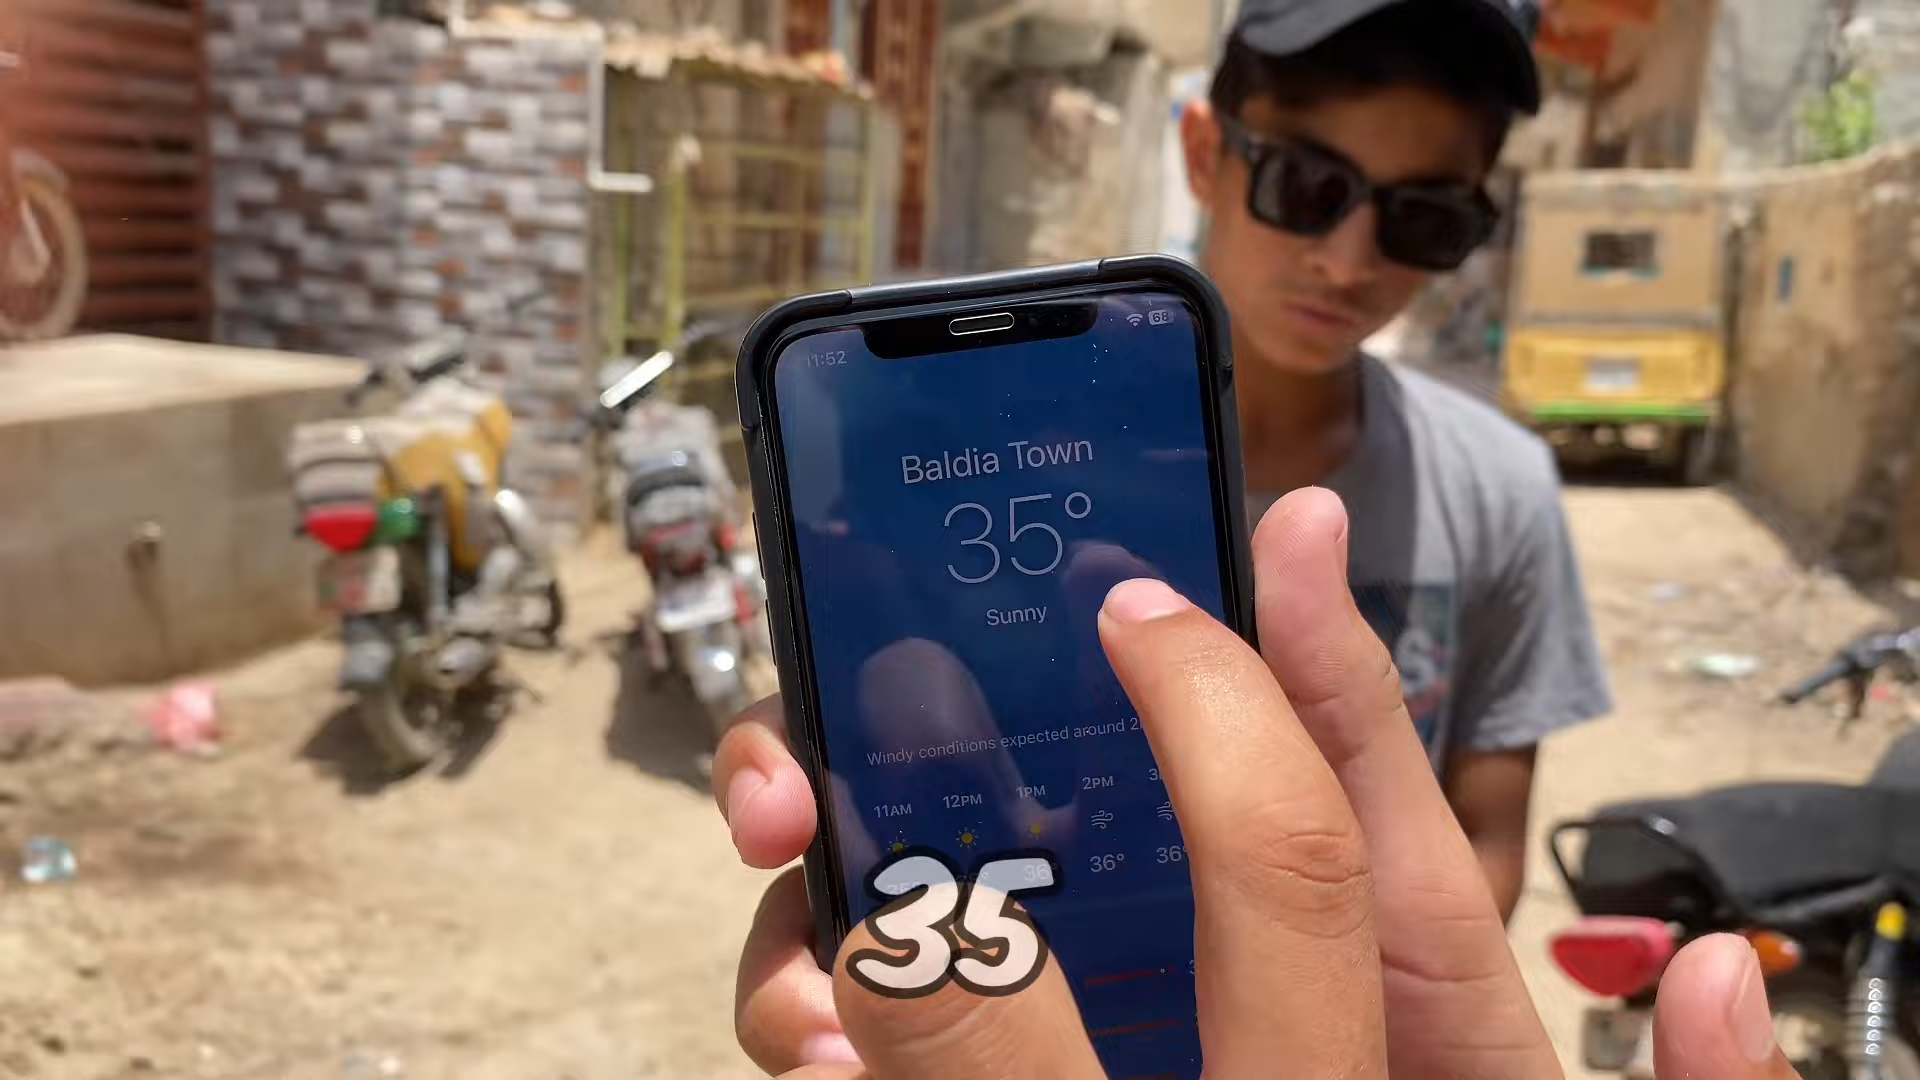 11:52
68
Baldia Town
35°
Sunny
Windy conditions expected around 2
11AM 12PM 1PM 2PM
36° 36° 36°
35